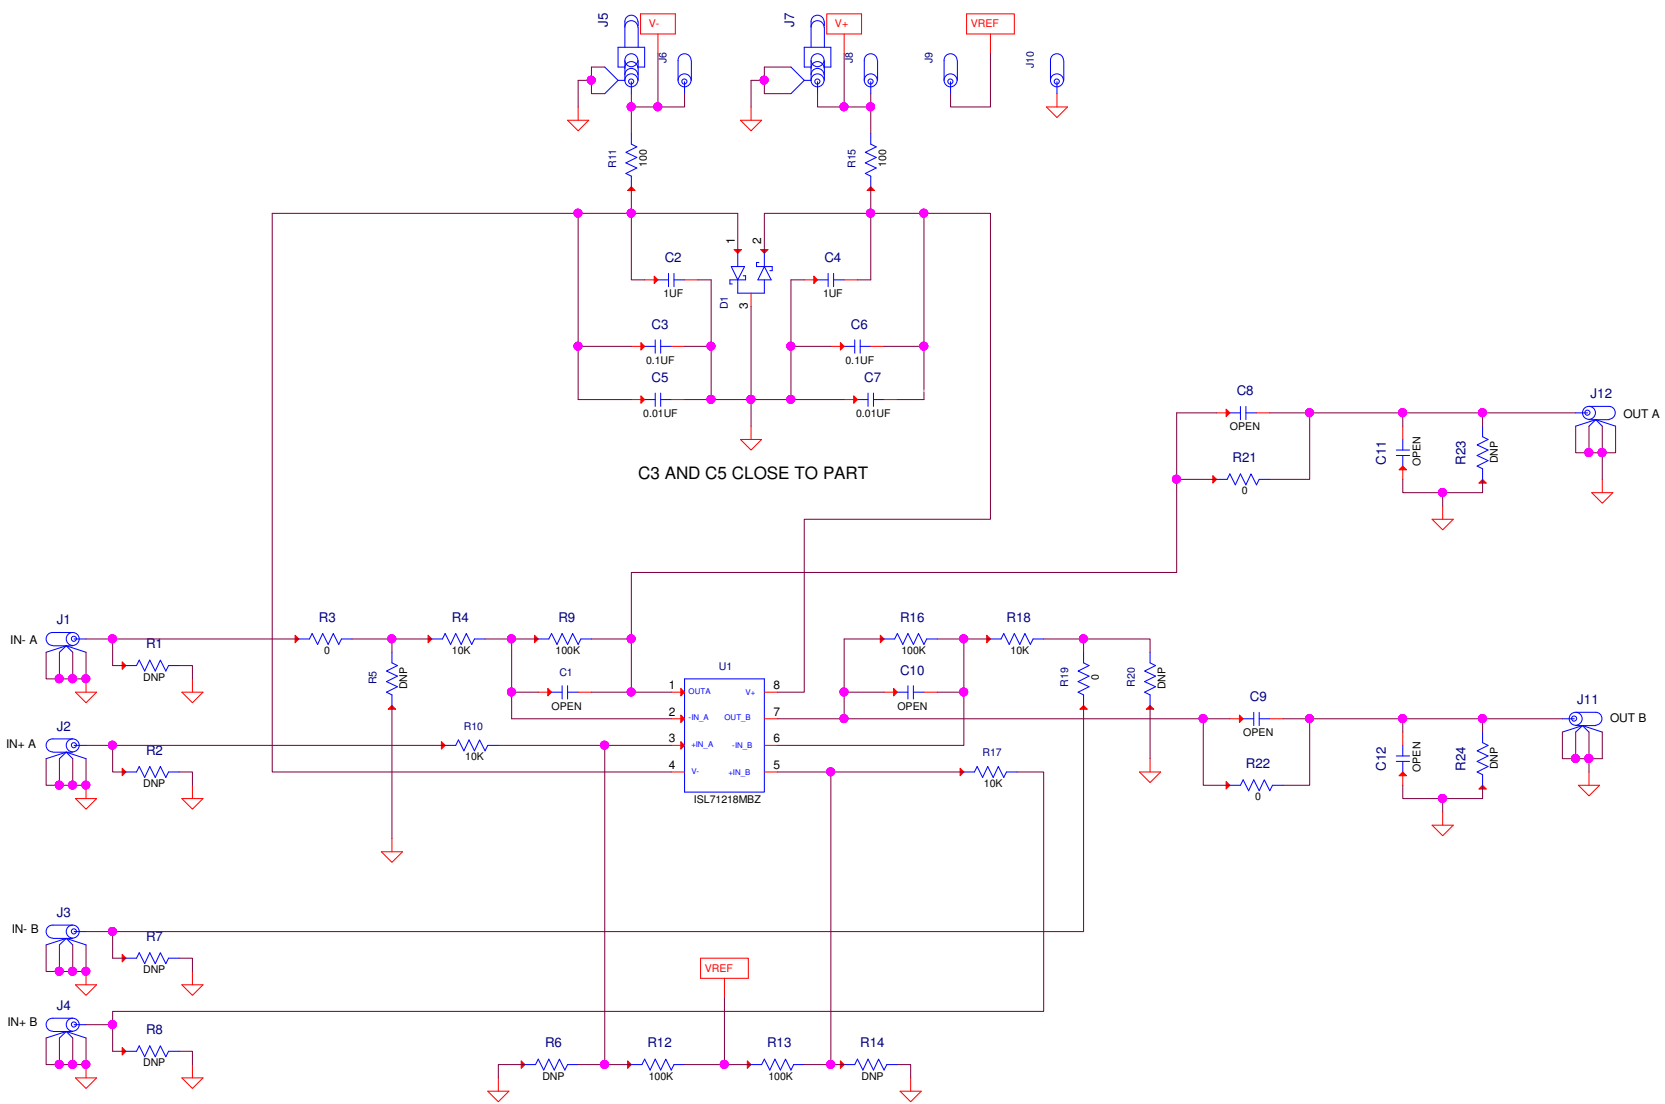 J5
V-
J6
J7
V+
J8
J9
VREF
J10
R11
100
R15
100
1
2
C2
1UF
C4
1UF
D1
3
C3
0.1UF
C6
0.1UF
C5
0.01UF
C7
0.01UF
C3 AND C5 CLOSE TO PART
C8
OPEN
R21
0
C11
OPEN
R23
DNP
J12
OUT A
IN- A
J1
R1
DNP
R3
0
R5
DNP
R4
10K
R9
100K
C1
OPEN
U1
1
OUTA
V+
8
2
-IN_A
OUT_B
7
3
+IN_A
-IN_B
6
4
V-
+IN_B
5
ISL71218MBZ
R16
100K
C10
OPEN
R18
10K
R19
0
R20
DNP
C9
OPEN
R22
0
C12
OPEN
R24
DNP
J11
OUT B
IN+ A
J2
R2
DNP
R10
10K
R17
10K
IN- B
J3
R7
DNP
IN+ B
J4
R8
DNP
VREF
R6
DNP
R12
100K
R13
100K
R14
DNP